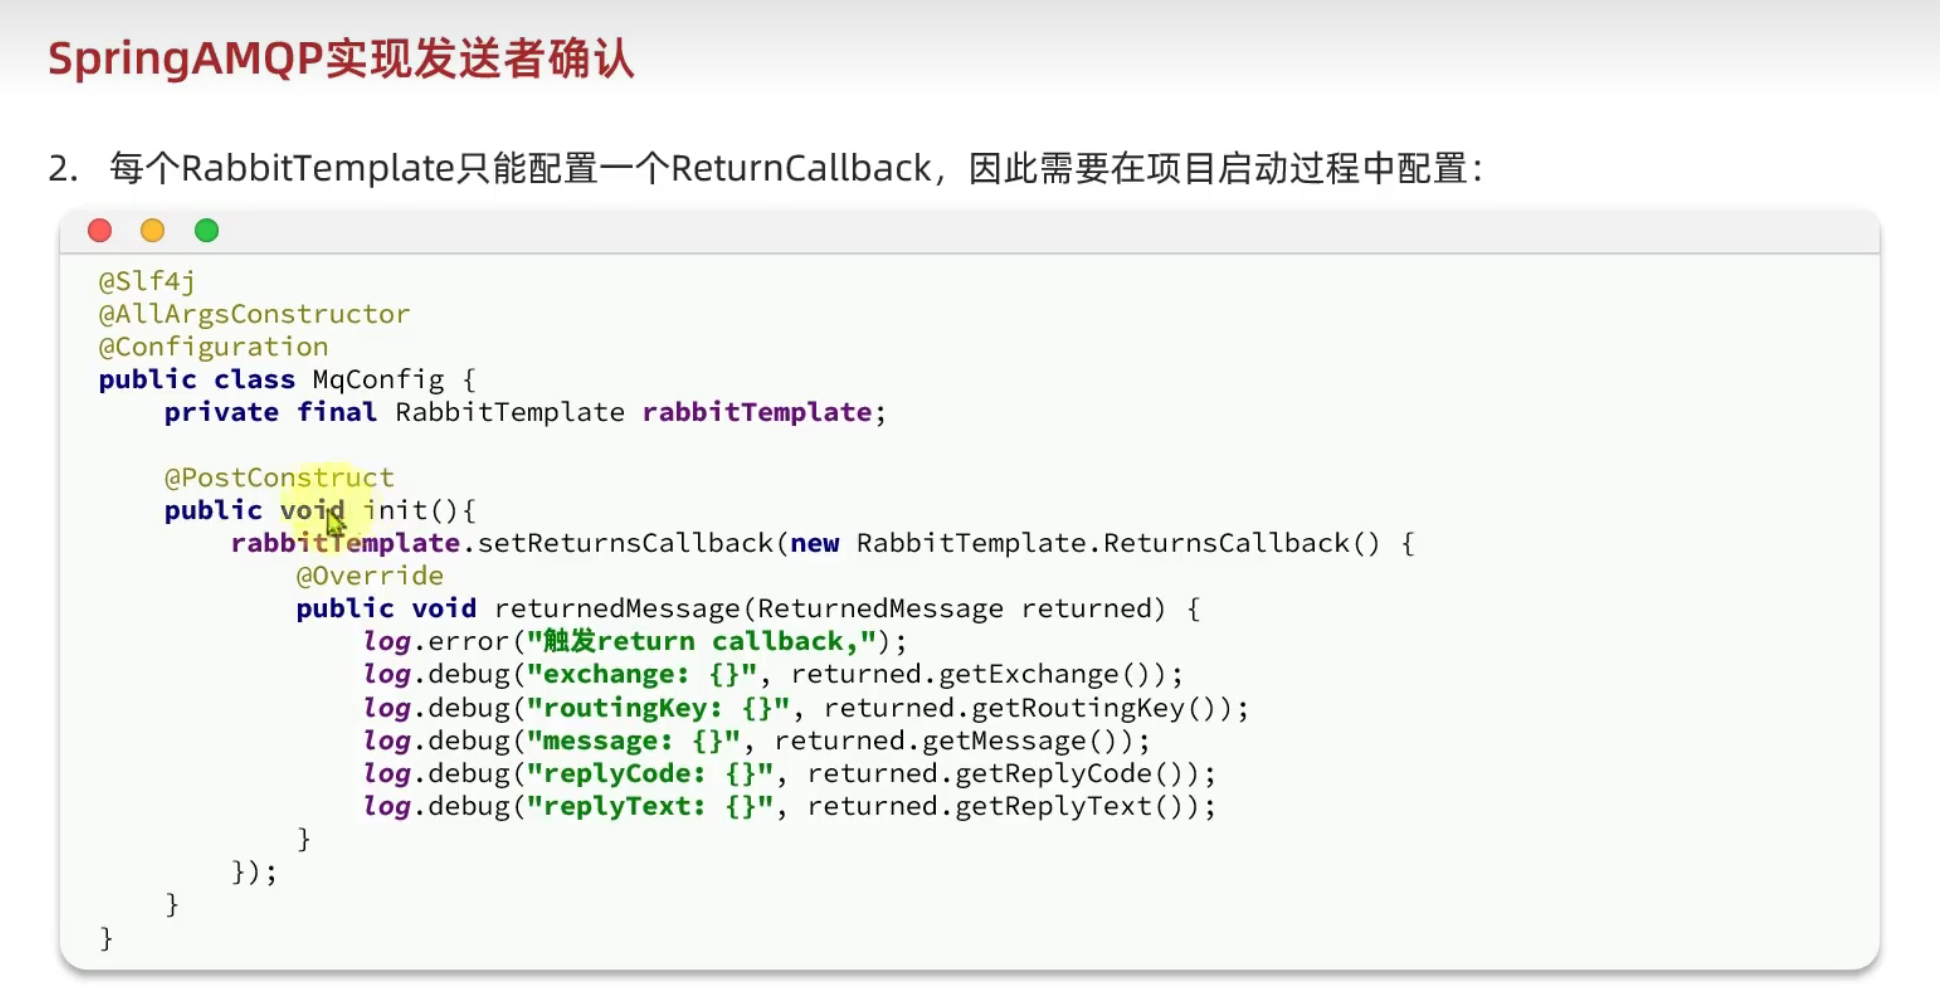 SpringAMQP实现发送者确认
2. 每个RabbitTemplate只能配置一个ReturnCallback，因此需要在项目启动过程中配置：
@Slf4j
@AllArgsConstructor
@Configuration
public class MqConfig {
private final RabbitTemplate rabbitTemplate;
@PostConstruct
public void init(){
rabbitTemplate.setReturnsCallback(new RabbitTemplate.ReturnsCallback() {
@Override
public void returnedMessage(ReturnedMessage returned) {
log.error("触发return callback,");
log.debug("exchange: {}", returned.getExchange());
log.debug("routingKey: {}", returned.getRoutingKey());
log.debug("message: {}", returned.getMessage());
log.debug("replyCode: {}", returned.getReplyCode());
log.debug("replyText: {}", returned.getReplyText());
}
});
}
}